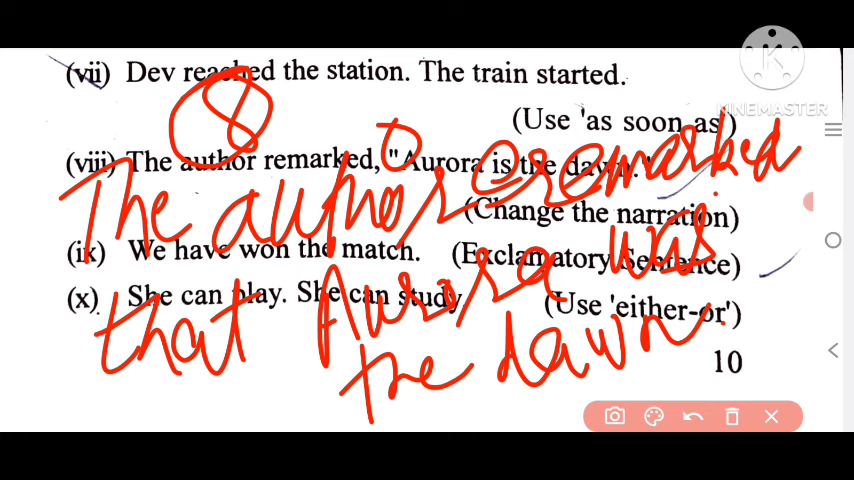 (vii) Dev reached the station. The train started.
(Use 'as soon as')
(viii) The author remarked, "Aurora is the dawn."
(Change the narration)
(ix) We have won the match. (Exclamatory Sentence)
(x) She can play. She can study. (Use 'either-or')
10
8
The author remarked
that Aurora was
the dawn.
K
KINEMASTER